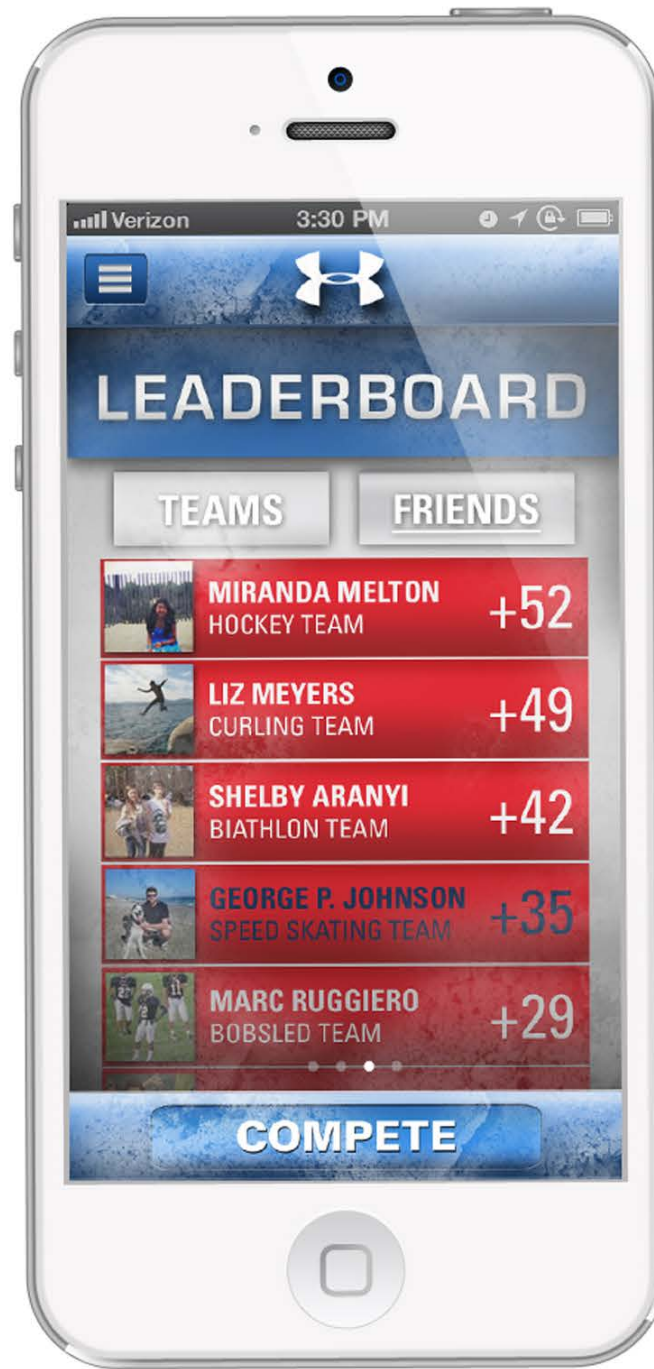 Verizon 3:30 PM
LEADERBOARD
TEAMS FRIENDS
MIRANDA MELTON
HOCKEY TEAM
+52
LIZ MEYERS
CURLING TEAM
+49
SHELBY ARANYI
BIATHLON TEAM
+42
GEORGE P. JOHNSON
SPEED SKATING TEAM
+35
MARC RUGGIERO
BOBSLED TEAM
+29
COMPETE